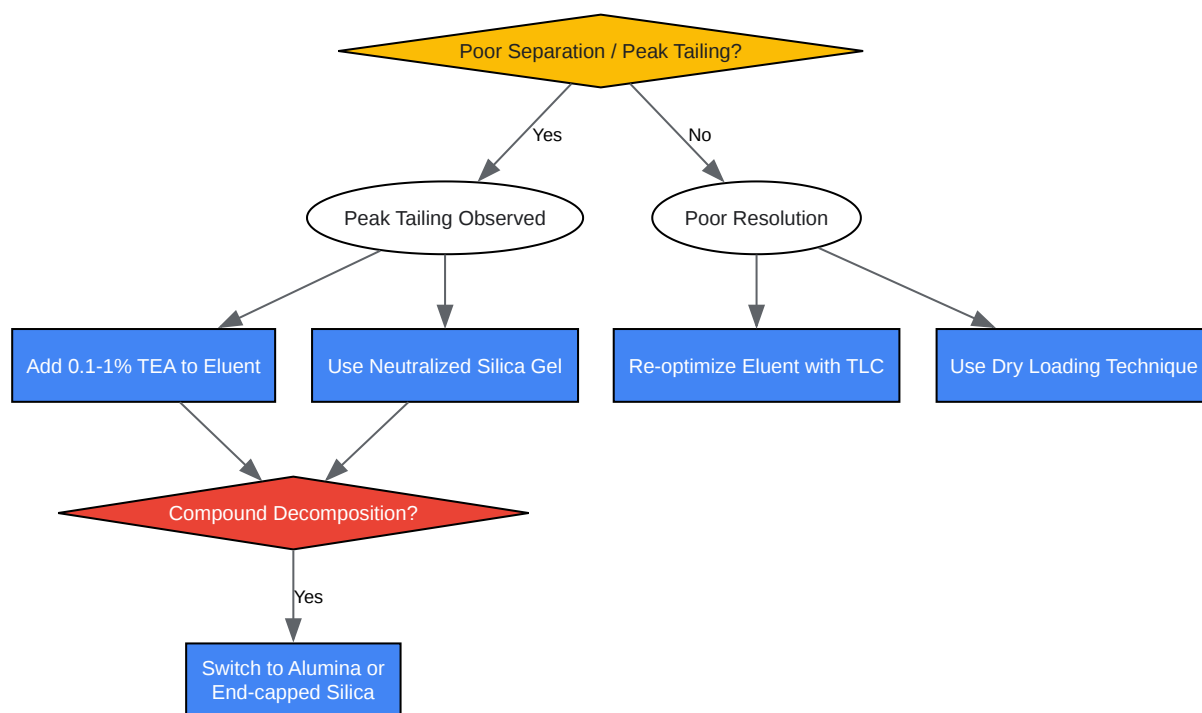 Poor Separation / Peak Tailing?
Yes
No
Peak Tailing Observed
Poor Resolution
Add 0.1-1% TEA to Eluent
Use Neutralized Silica Gel
Re-optimize Eluent with TLC
Use Dry Loading Technique
Compound Decomposition?
Yes
Switch to Alumina or
End-capped Silica